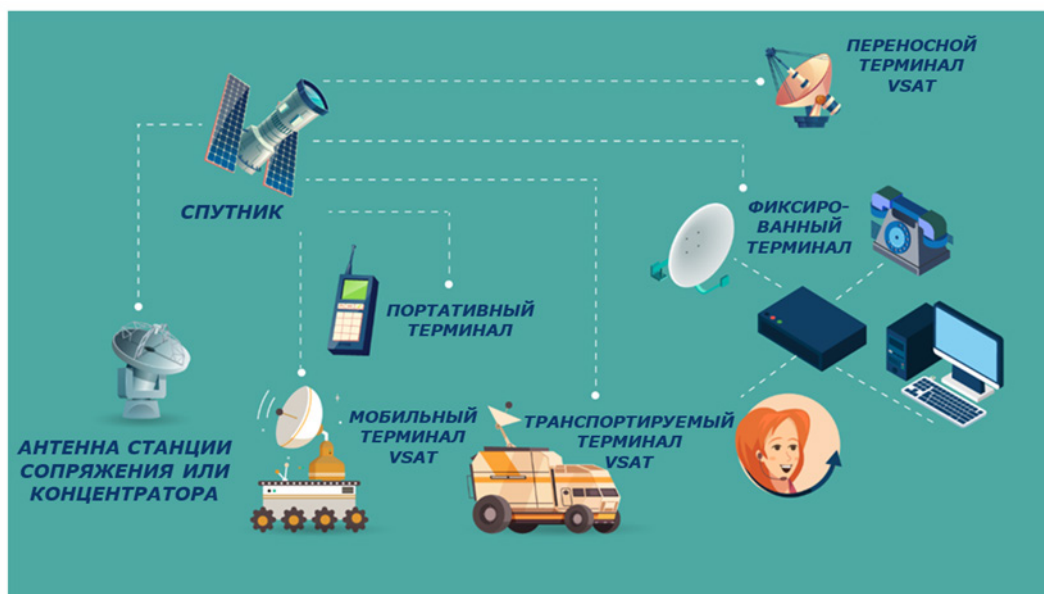 ПЕРЕНОСНОЙ
ТЕРМИНАЛ
VSAT
СПУТНИК
ФИКСИРО-
ВАННЫЙ
ТЕРМИНАЛ
ПОРТАТИВНЫЙ
ТЕРМИНАЛ
АНТЕННА СТАНЦИИ
СОПРЯЖЕНИЯ ИЛИ
КОНЦЕНТРАТОРА
МОБИЛЬНЫЙ
ТЕРМИНАЛ
VSAT
ТРАНСПОРТИРУЕМЫЙ
ТЕРМИНАЛ
VSAT